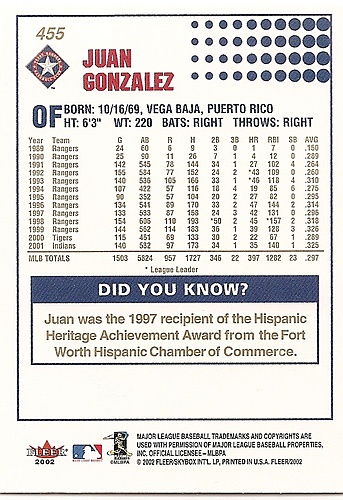 455
JUAN
GONZALEZ
OF BORN: 10/16/69, VEGA BAJA, PUERTO RICO
HT: 6'3" WT: 220 BATS: RIGHT THROWS: RIGHT
Year Team G AB R H 2B 3B HR RBI SB AVG
1989 Rangers 24 60 6 9 3 0 1 7 0 .150
1990 Rangers 25 90 11 26 7 1 4 12 0 .289
1991 Rangers 142 545 78 144 34 1 27 102 4 .264
1992 Rangers 155 584 77 152 24 2 *43 109 0 .260
1993 Rangers 140 536 105 166 33 1 *46 118 4 .310
1994 Rangers 107 422 57 116 18 4 19 85 6 .275
1995 Rangers 90 352 57 104 20 2 27 82 0 .295
1996 Rangers 134 541 89 170 33 2 47 144 2 .314
1997 Rangers 133 533 87 158 24 3 42 131 0 .296
1998 Rangers 154 606 110 193 *50 2 45 *157 2 .318
1999 Rangers 144 562 114 183 36 1 39 128 3 .326
2000 Tigers 115 461 69 133 30 2 22 67 1 .289
2001 Indians 140 532 97 173 34 1 35 140 1 .325
MLB TOTALS 1503 5824 957 1727 346 22 397 1282 23 .297
* League Leader
DID YOU KNOW?
Juan was the 1997 recipient of the Hispanic
Heritage Achievement Award from the Fort
Worth Hispanic Chamber of Commerce.
FLEER
2002
©MLBPA
MAJOR LEAGUE BASEBALL TRADEMARKS AND COPYRIGHTS ARE
USED WITH PERMISSION OF MAJOR LEAGUE BASEBALL PROPERTIES,
INC. OFFICIAL LICENSEE – MLBPA
© 2002 FLEER/SKYBOX INT'L. LP, PRINTED IN U.S.A. FLEER/2002